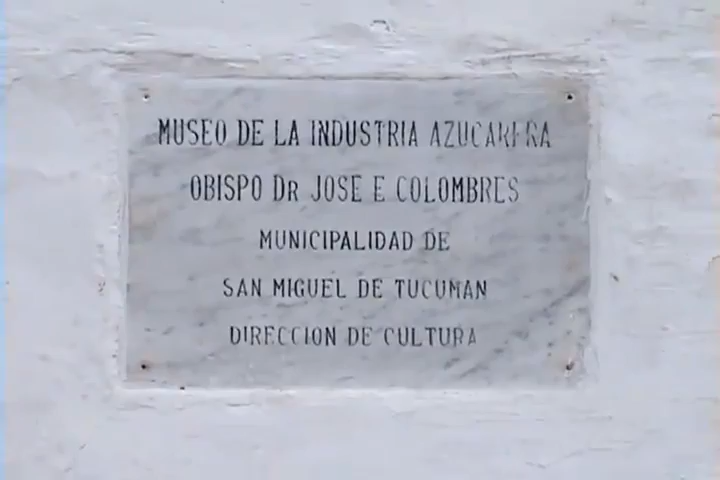 MUSEO DE LA INDUSTRIA AZUCARERA
OBISPO DR JOSE E COLOMBRES
MUNICIPALIDAD DE
SAN MIGUEL DE TUCUMAN
DIRECCION DE CULTURA